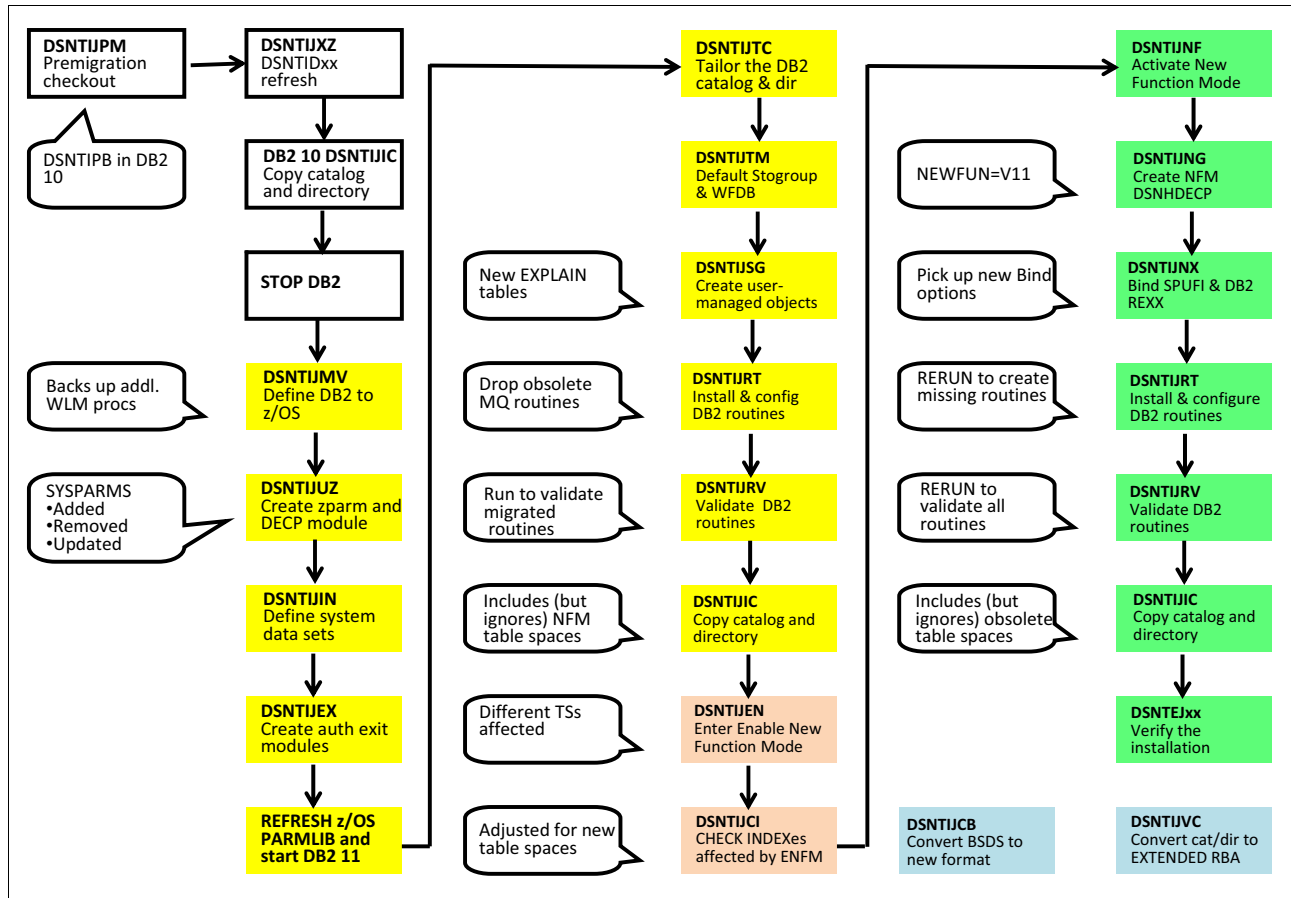 DSNTIJPM
Premigration
checkout
DSNTIPB in DB2
10
DSNTIJXZ
DSNTIDxx
refresh
DB2 10 DSNTIJIC
Copy catalog
and directory
STOP DB2
Backs up addl.
WLM procs
DSNTIJMV
Define DB2 to
z/OS
SYSPARMS
•Added
•Removed
•Updated
DSNTIJUZ
Create zparm and
DECP module
DSNTIJIN
Define system
data sets
DSNTIJEX
Create auth exit
modules
REFRESH z/OS
PARMLIB and
start DB2 11
DSNTIJTC
Tailor the DB2
catalog & dir
DSNTIJTM
Default Stogroup
& WFDB
New EXPLAIN
tables
DSNTIJSG
Create user-
managed objects
Drop obsolete
MQ routines
DSNTIJRT
Install & config
DB2 routines
Run to validate
migrated
routines
DSNTIJRV
Validate DB2
routines
Includes (but
ignores) NFM
table spaces
DSNTIJIC
Copy catalog and
directory
Different TSs
affected
DSNTIJEN
Enter Enable New
Function Mode
Adjusted for new
table spaces
DSNTIJCI
CHECK INDEXes
affected by ENFM
DSNTIJNF
Activate New
Function Mode
NEWFUN=V11
DSNTIJNG
Create NFM
DSNHDECP
Pick up new Bind
options
DSNTIJNX
Bind SPUFI & DB2
REXX
RERUN to create
missing routines
DSNTIJRT
Install & configure
DB2 routines
RERUN to
validate all
routines
DSNTIJRV
Validate DB2
routines
Includes (but
ignores) obsolete
table spaces
DSNTIJIC
Copy catalog and
directory
DSNTEJxx
Verify the
installation
DSNTIJCB
Convert BSDS to
new format
DSNTIJVC
Convert cat/dir to
EXTENDED RBA